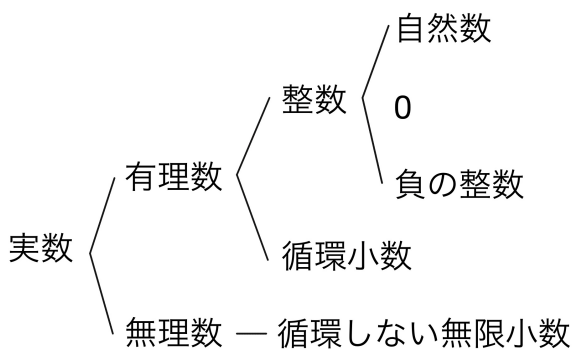 自然数
整数
0
有理数
負の整数
実数
循環小数
無理数 — 循環しない無限小数